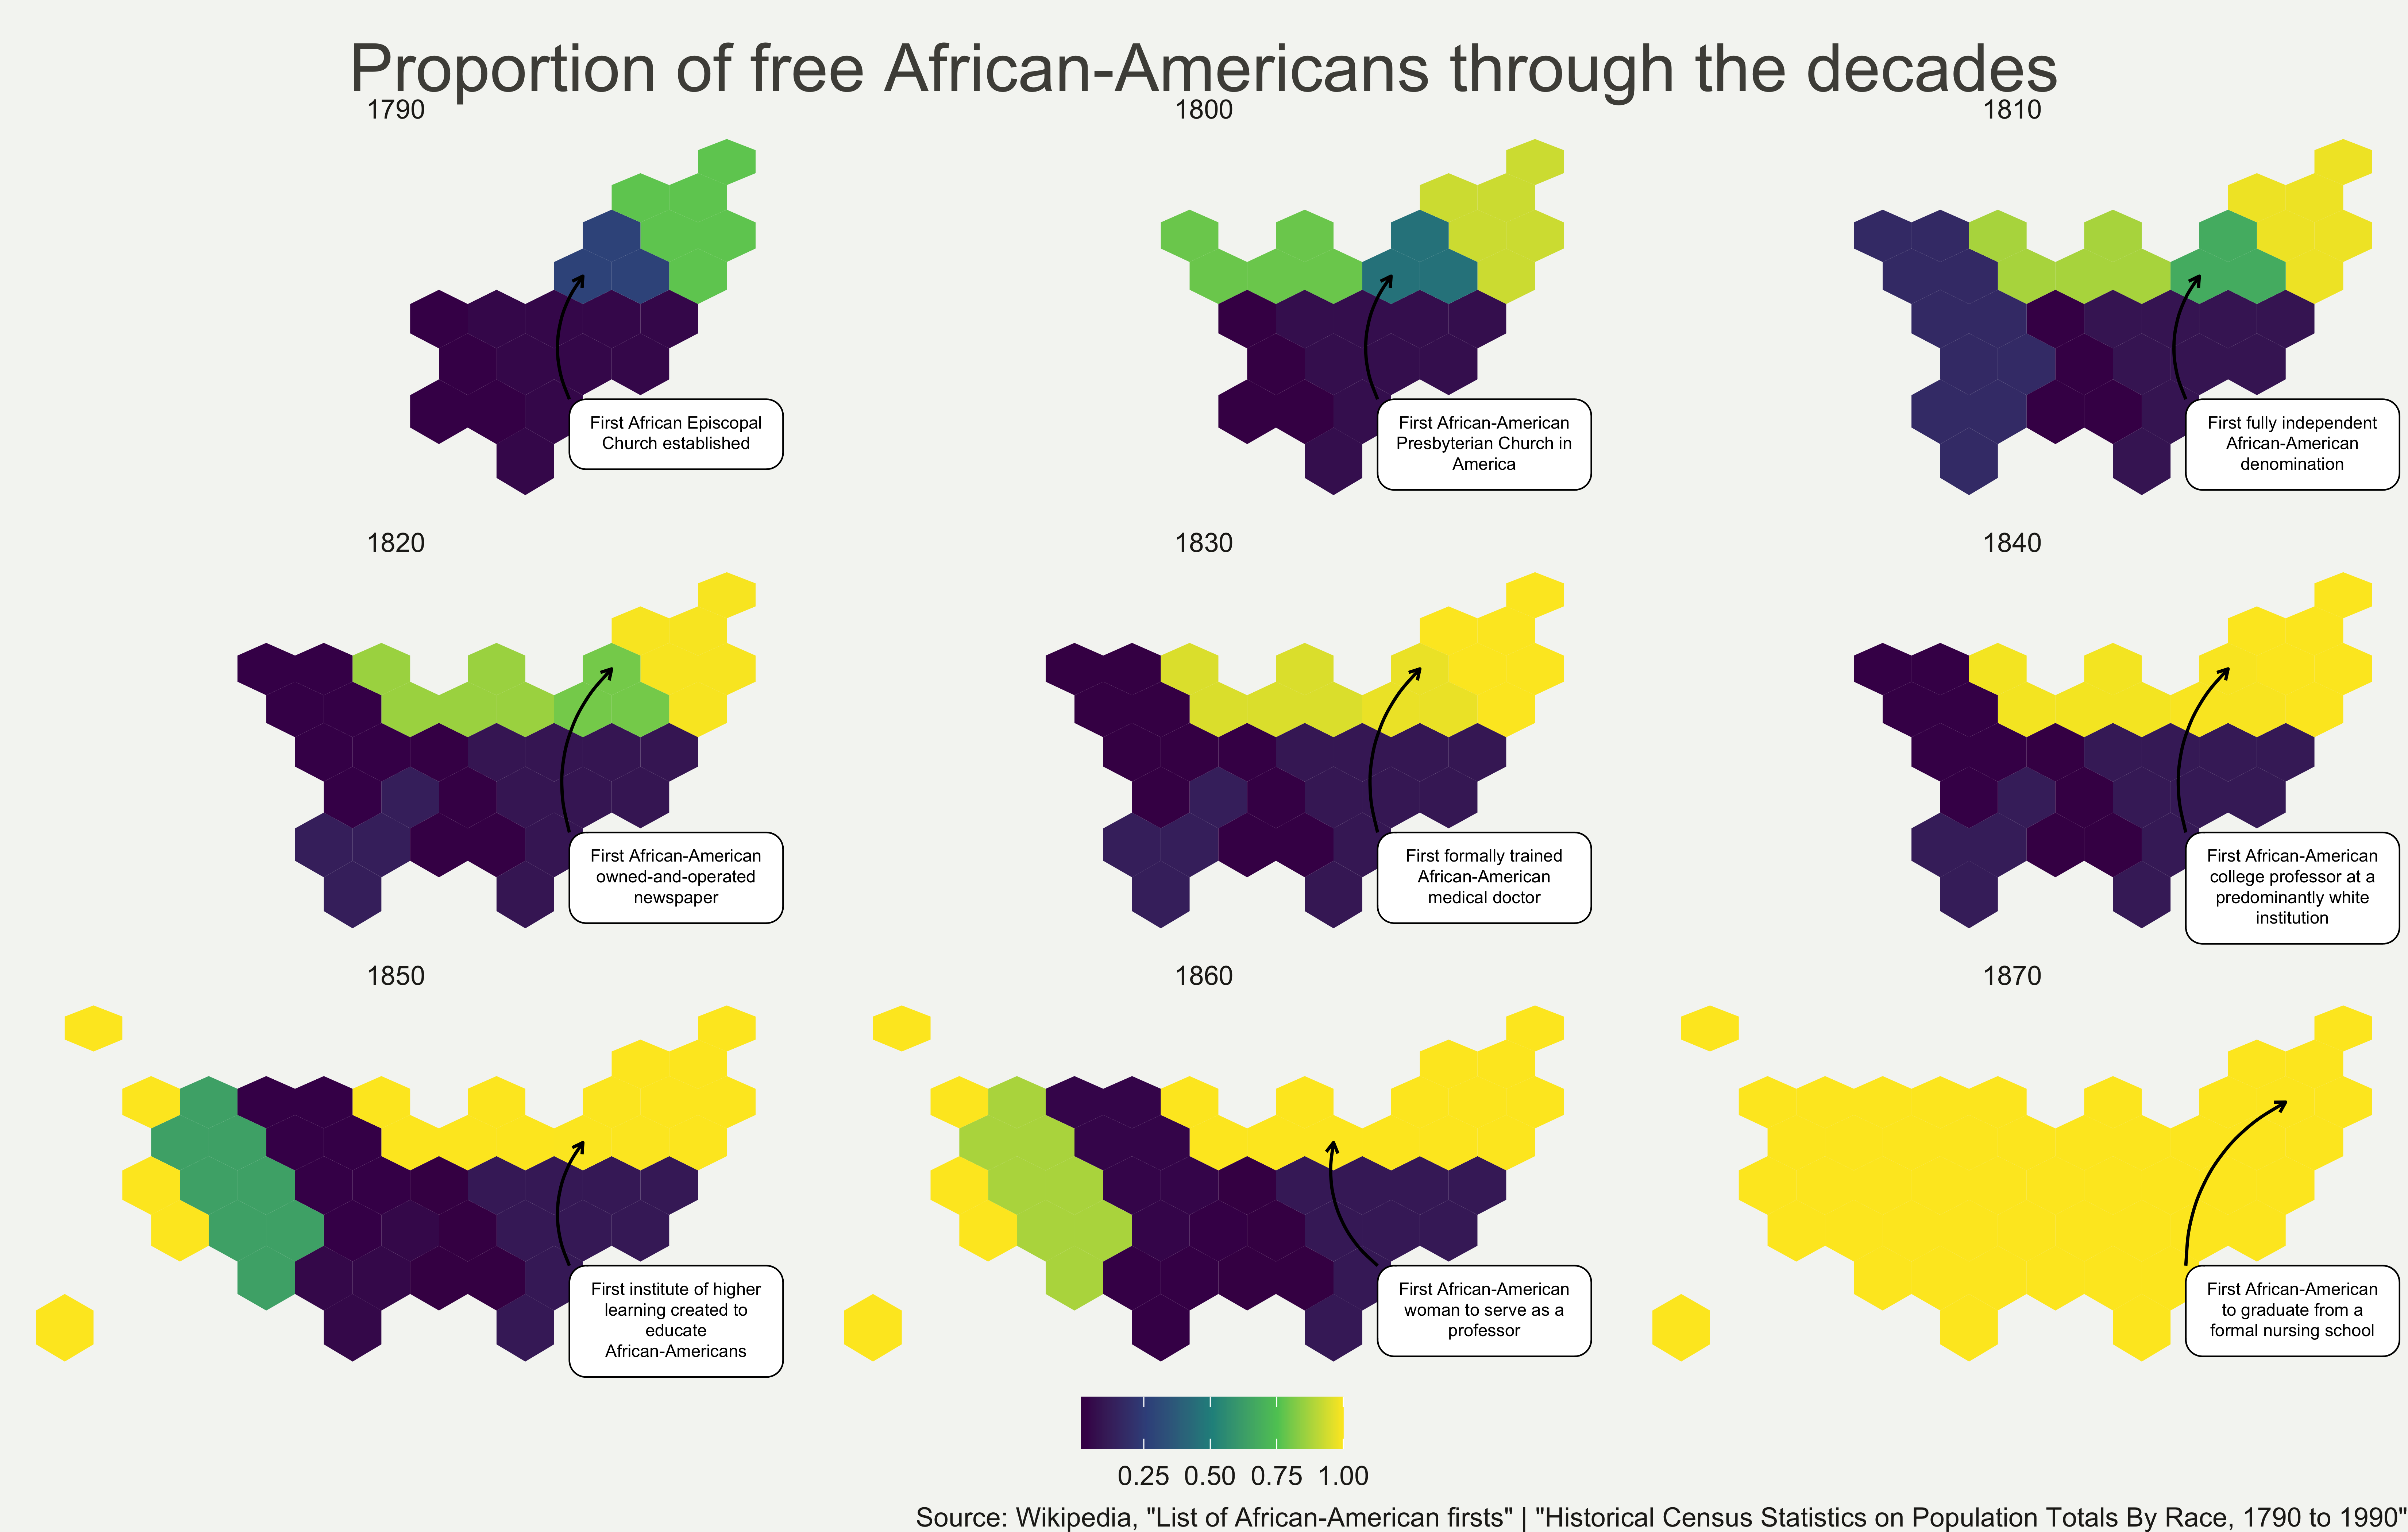 Proportion of free African-Americans through the decades
1790
1800
1810
First African Episcopal
Church established
First African-American
Presbyterian Church in
America
First fully independent
African-American
denomination
1820
1830
1840
First African-American
owned-and-operated
newspaper
First formally trained
African-American
medical doctor
First African-American
college professor at a
predominantly white
institution
1850
1860
1870
First institute of higher
learning created to
educate
African-Americans
First African-American
woman to serve as a
professor
First African-American
to graduate from a
formal nursing school
0.25 0.50 0.75 1.00
Source: Wikipedia, "List of African-American firsts" | "Historical Census Statistics on Population Totals By Race, 1790 to 1990"